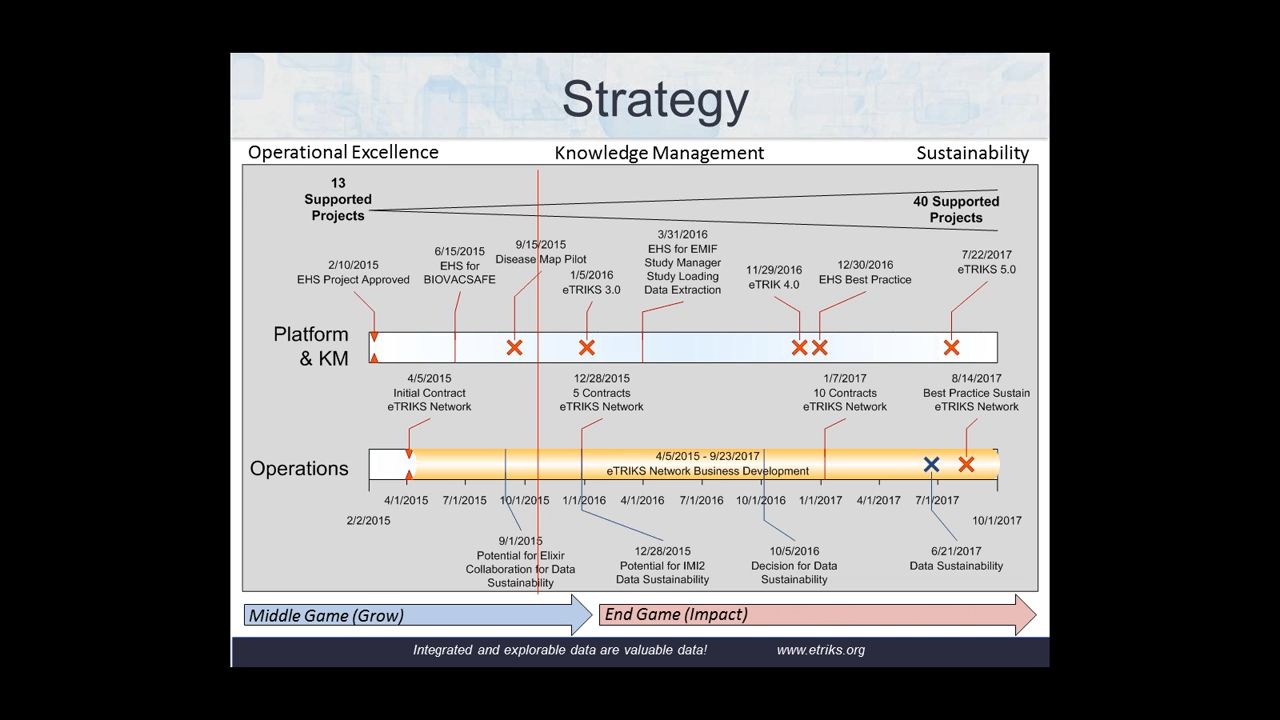 Strategy
Operational Excellence
Knowledge Management
Sustainability
13
Supported
Projects
40 Supported
Projects
2/10/2015
EHS Project Approved
6/15/2015
EHS for
BIOVACSAFE
9/15/2015
Disease Map Pilot
1/5/2016
eTRIKS 3.0
3/31/2016
EHS for EMIF
Study Manager
Study Loading
Data Extraction
11/29/2016
eTRIK 4.0
12/30/2016
EHS Best Practice
7/22/2017
eTRIKS 5.0
Platform
& KM
4/5/2015
Initial Contract
eTRIKS Network
12/28/2015
5 Contracts
eTRIKS Network
1/7/2017
10 Contracts
eTRIKS Network
8/14/2017
Best Practice Sustain
eTRIKS Network
Operations
4/5/2015 - 9/23/2017
eTRIKS Network Business Development
4/1/2015
7/1/2015
10/1/2015
1/1/2016
4/1/2016
7/1/2016
10/1/2016
1/1/2017
4/1/2017
7/1/2017
2/2/2015
10/1/2017
9/1/2015
Potential for Elixir
Collaboration for Data
Sustainability
12/28/2015
Potential for IMI2
Data Sustainability
10/5/2016
Decision for Data
Sustainability
6/21/2017
Data Sustainability
Middle Game (Grow)
End Game (Impact)
Integrated and explorable data are valuable data!
www.etriks.org